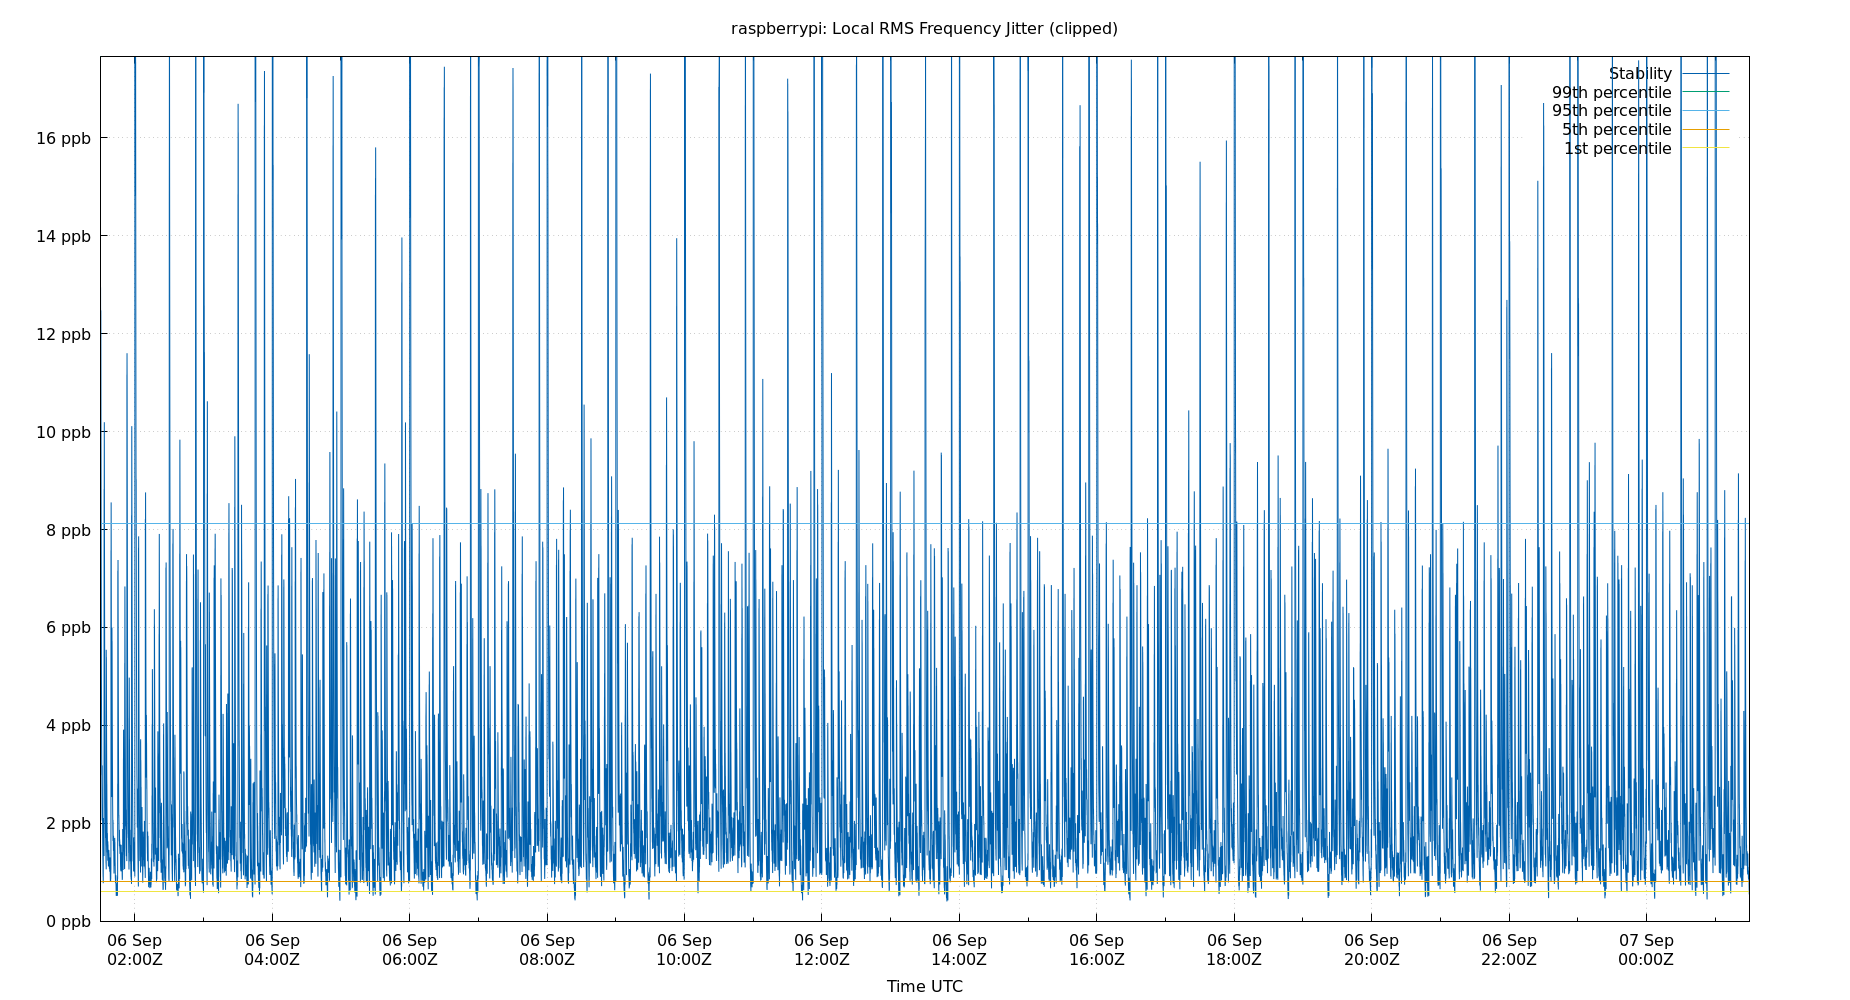 raspberrypi: Local RMS Frequency Jitter (clipped)
Stability
99th percentile
95th percentile
5th percentile
1st percentile
16 ppb
14 ppb
12 ppb
10 ppb
8 ppb
6 ppb
4 ppb
2 ppb
0 ppb
06 Sep 06 Sep 06 Sep 06 Sep 06 Sep 06 Sep 06 Sep 06 Sep 06 Sep 06 Sep 06 Sep 07 Sep
02:00Z 04:00Z 06:00Z 08:00Z 10:00Z 12:00Z 14:00Z 16:00Z 18:00Z 20:00Z 22:00Z 00:00Z
Time UTC